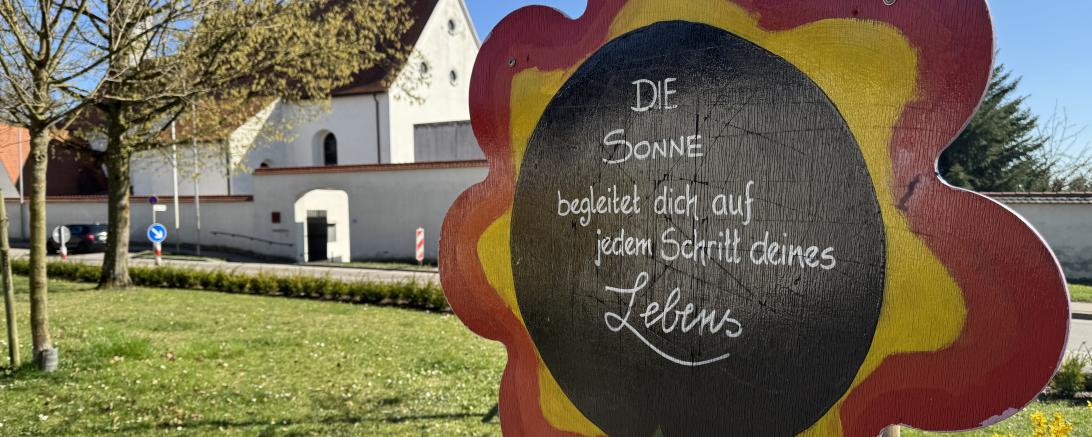 DIE
SONNE
begleitet dich auf
jedem Schritt deines
Lebens